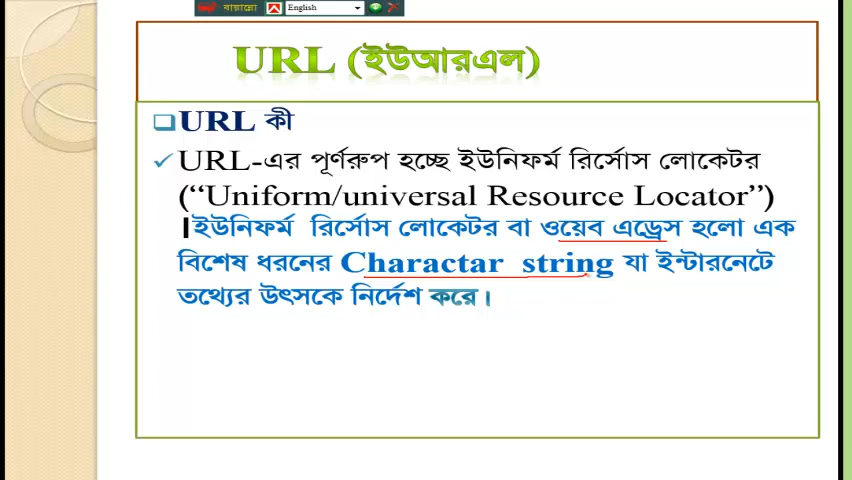 বায়ান্নো English
URL (ইউআরএল)
URL কী
URL-এর পূর্ণরুপ হচ্ছে ইউনিফর্ম রির্সোস লোকেটর
(“Uniform/universal Resource Locator”)
।ইউনিফর্ম রির্সোস লোকেটর বা ওয়েব এড্রেস হলো এক
বিশেষ ধরনের Charactar string যা ইন্টারনেটে
তথ্যের উৎসকে নির্দেশ করে।